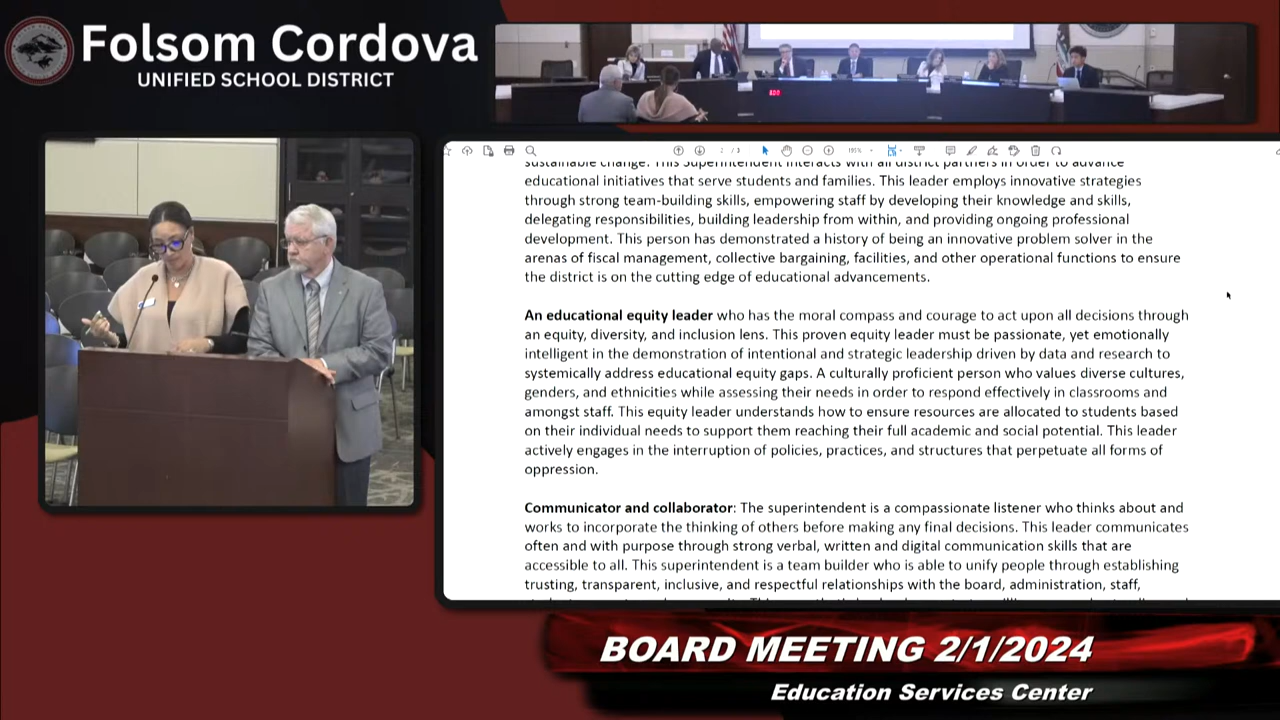 Folsom Cordova
UNIFIED SCHOOL DISTRICT
sustainable change. This Superintendent interacts with all district partners in order to advance
educational initiatives that serve students and families. This leader employs innovative strategies
through strong team-building skills, empowering staff by developing their knowledge and skills,
delegating responsibilities, building leadership from within, and providing ongoing professional
development. This person has demonstrated a history of being an innovative problem solver in the
arenas of fiscal management, collective bargaining, facilities, and other operational functions to ensure
the district is on the cutting edge of educational advancements.
An educational equity leader who has the moral compass and courage to act upon all decisions through
an equity, diversity, and inclusion lens. This proven equity leader must be passionate, yet emotionally
intelligent in the demonstration of intentional and strategic leadership driven by data and research to
systemically address educational equity gaps. A culturally proficient person who values diverse cultures,
genders, and ethnicities while assessing their needs in order to respond effectively in classrooms and
amongst staff. This equity leader understands how to ensure resources are allocated to students based
on their individual needs to support them reaching their full academic and social potential. This leader
actively engages in the interruption of policies, practices, and structures that perpetuate all forms of
oppression.
Communicator and collaborator: The superintendent is a compassionate listener who thinks about and
works to incorporate the thinking of others before making any final decisions. This leader communicates
often and with purpose through strong verbal, written and digital communication skills that are
accessible to all. This superintendent is a team builder who is able to unify people through establishing
trusting, transparent, inclusive, and respectful relationships with the board, administration, staff,
BOARD MEETING 2/1/2024
Education Services Center